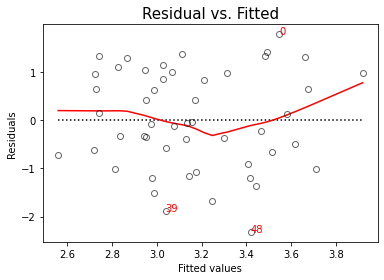 Residual vs. Fitted
0
1
0
−1
−2
Residuals
39
48
2.6 2.8 3.0 3.2 3.4 3.6 3.8
Fitted values